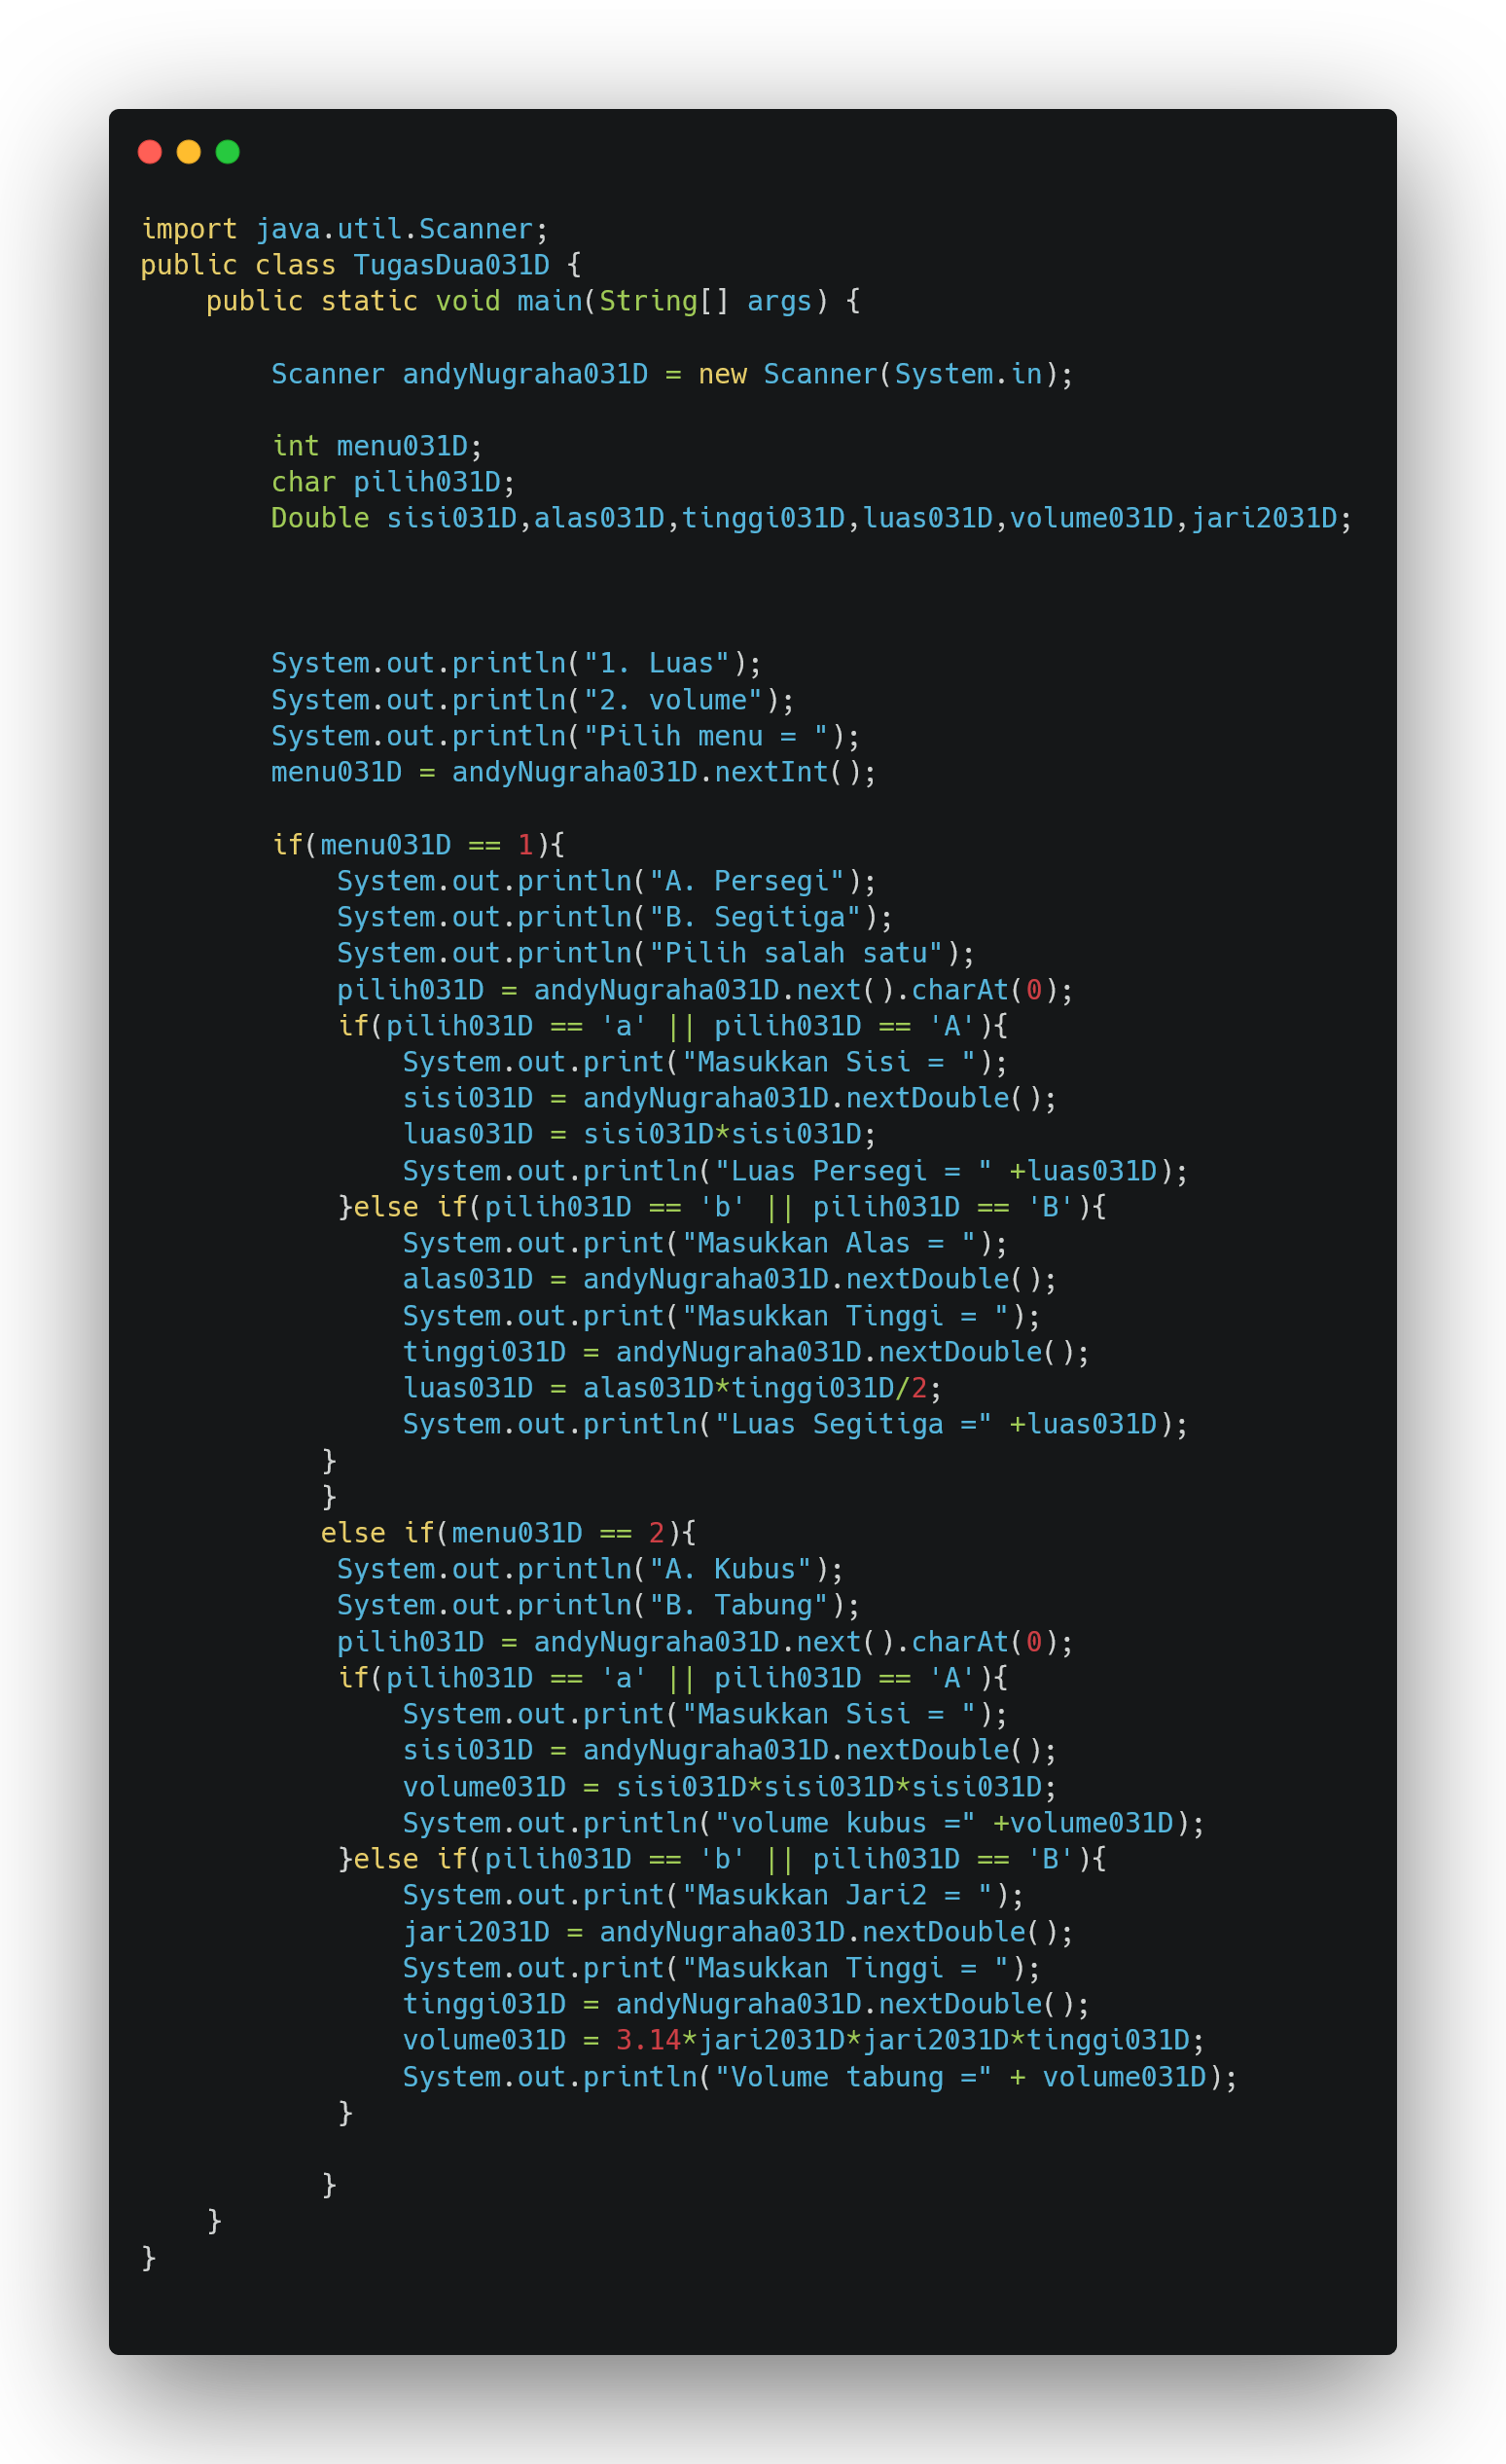 import java.util.Scanner;
public class TugasDua031D {
    public static void main(String[] args) {

        Scanner andyNugraha031D = new Scanner(System.in);

        int menu031D;
        char pilih031D;
        Double sisi031D,alas031D,tinggi031D,luas031D,volume031D,jari2031D;



        System.out.println("1. Luas");
        System.out.println("2. volume");
        System.out.println("Pilih menu = ");
        menu031D = andyNugraha031D.nextInt();

        if(menu031D == 1){
            System.out.println("A. Persegi");
            System.out.println("B. Segitiga");
            System.out.println("Pilih salah satu");
            pilih031D = andyNugraha031D.next().charAt(0);
            if(pilih031D == 'a' || pilih031D == 'A'){
                System.out.print("Masukkan Sisi = ");
                sisi031D = andyNugraha031D.nextDouble();
                luas031D = sisi031D*sisi031D;
                System.out.println("Luas Persegi = " +luas031D);
            }else if(pilih031D == 'b' || pilih031D == 'B'){
                System.out.print("Masukkan Alas = ");
                alas031D = andyNugraha031D.nextDouble();
                System.out.print("Masukkan Tinggi = ");
                tinggi031D = andyNugraha031D.nextDouble();
                luas031D = alas031D*tinggi031D/2;
                System.out.println("Luas Segitiga =" +luas031D);
           }
           }
           else if(menu031D == 2){
            System.out.println("A. Kubus");
            System.out.println("B. Tabung");
            pilih031D = andyNugraha031D.next().charAt(0);
            if(pilih031D == 'a' || pilih031D == 'A'){
                System.out.print("Masukkan Sisi = ");
                sisi031D = andyNugraha031D.nextDouble();
                volume031D = sisi031D*sisi031D*sisi031D;
                System.out.println("volume kubus =" +volume031D);
            }else if(pilih031D == 'b' || pilih031D == 'B'){
                System.out.print("Masukkan Jari2 = ");
                jari2031D = andyNugraha031D.nextDouble();
                System.out.print("Masukkan Tinggi = ");
                tinggi031D = andyNugraha031D.nextDouble();
                volume031D = 3.14*jari2031D*jari2031D*tinggi031D;
                System.out.println("Volume tabung =" + volume031D);
            }

           }
    }
}